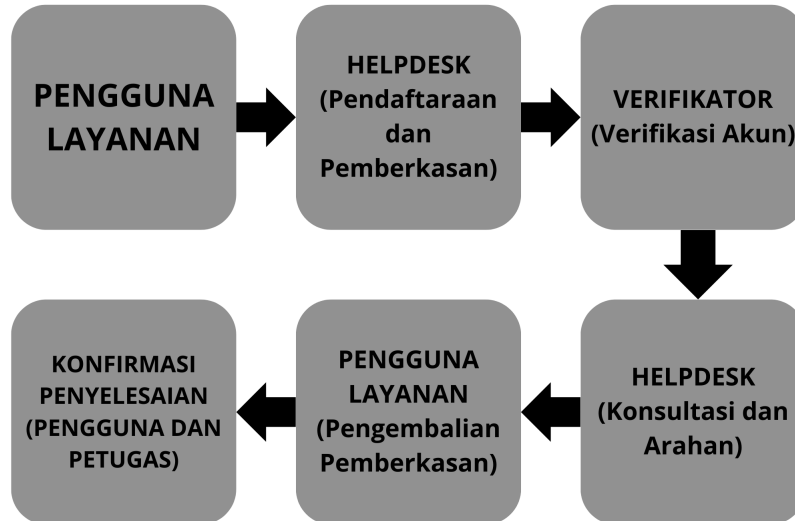 PENGGUNA
LAYANAN
HELPDESK
(Pendaftaraan
dan
Pemberkasan)
VERIFIKATOR
(Verifikasi Akun)
HELPDESK
(Konsultasi dan
Arahan)
PENGGUNA
LAYANAN
(Pengembalian
Pemberkasan)
KONFIRMASI
PENYELESAIAN
(PENGGUNA DAN
PETUGAS)